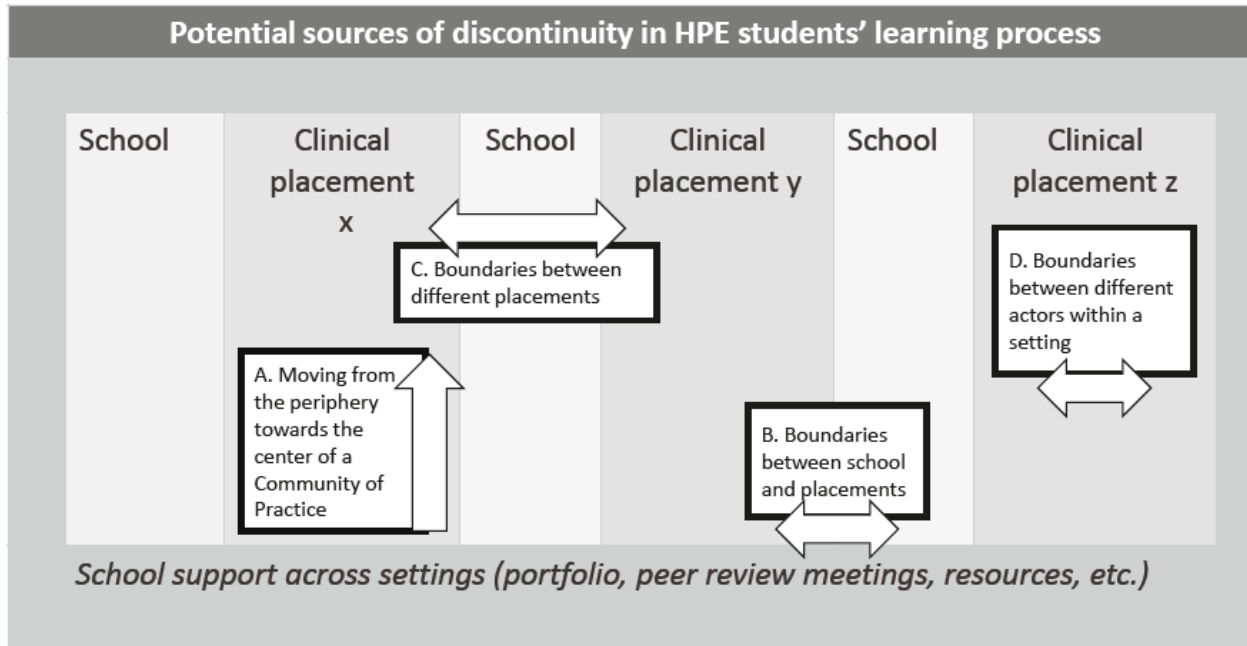 Potential sources of discontinuity in HPE students’ learning process
School
Clinical
placement
x
School
Clinical
placement y
School
Clinical
placement z
C. Boundaries between
different placements
D. Boundaries
between different
actors within a
setting
A. Moving from
the periphery
towards the
center of a
Community of
Practice
B. Boundaries
between school
and placements
School support across settings (portfolio, peer review meetings, resources, etc.)